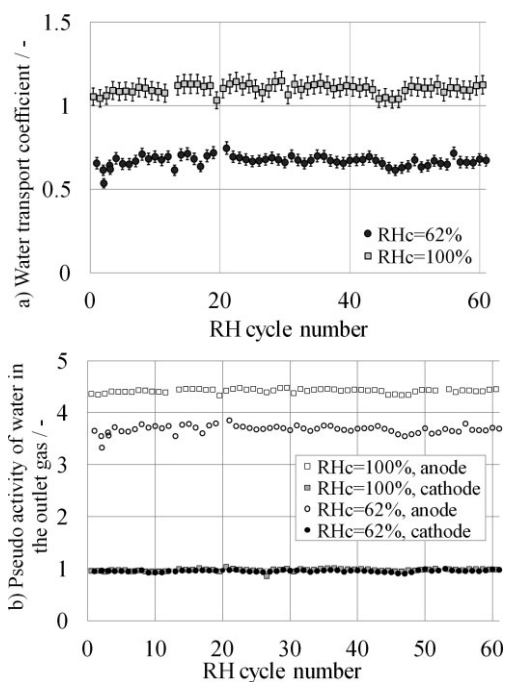 a) Water transport coefficient / -
1.5
1
0.5
0
RHc=62%
RHc=100%
0
20
40
60
RH cycle number
b) Pseudo activity of water in
the outlet gas / -
5
4
3
2
1
0
RHc=100%, anode
RHc=100%, cathode
RHc=62%, anode
RHc=62%, cathode
0
10
20
30
40
50
60
RH cycle number